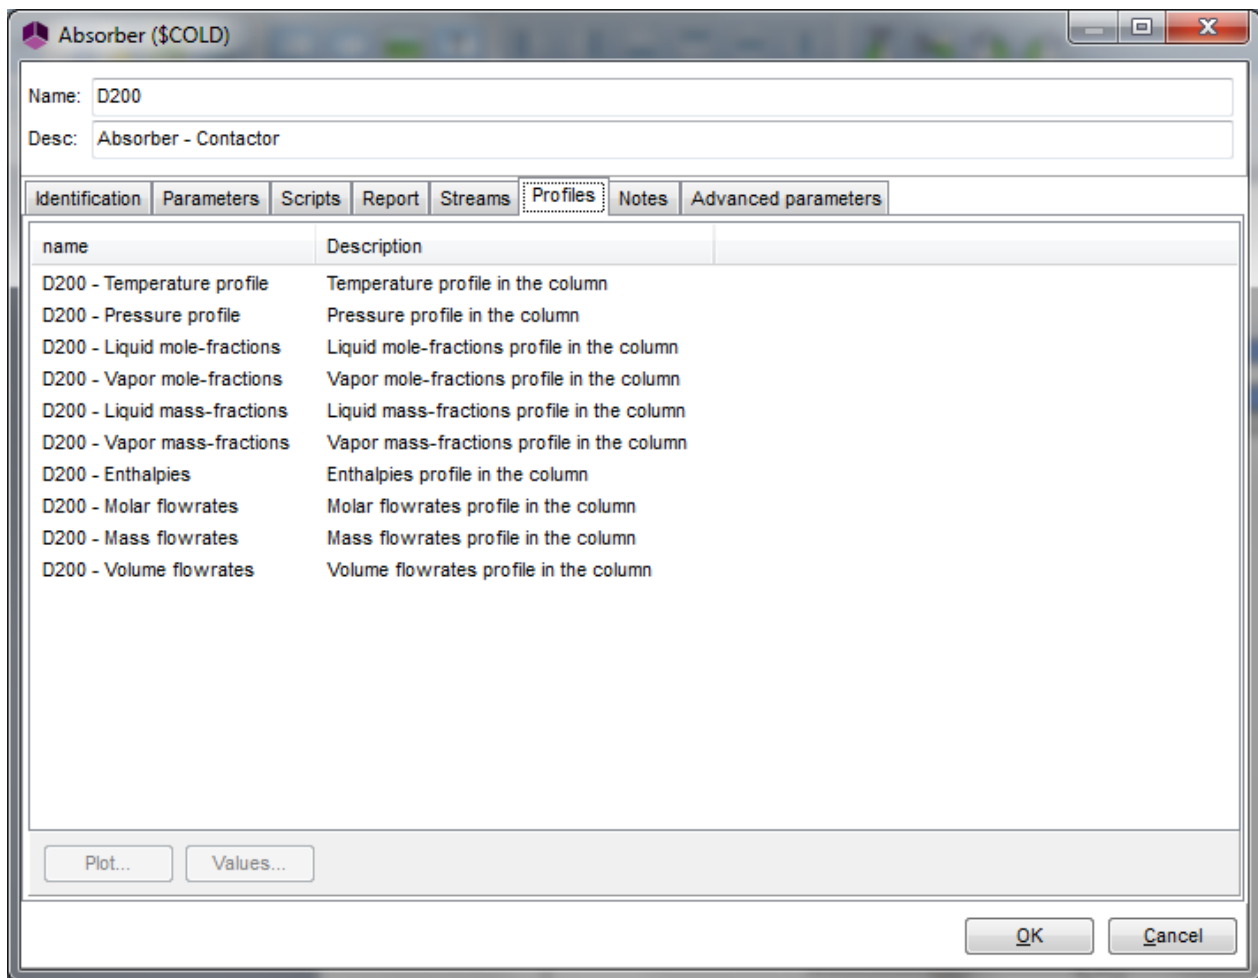 Absorber ($COLD)
Name: D200
Desc: Absorber - Contactor
Identification Parameters Scripts Report Streams Profiles Notes Advanced parameters
name Description
D200 - Temperature profile Temperature profile in the column
D200 - Pressure profile Pressure profile in the column
D200 - Liquid mole-fractions Liquid mole-fractions profile in the column
D200 - Vapor mole-fractions Vapor mole-fractions profile in the column
D200 - Liquid mass-fractions Liquid mass-fractions profile in the column
D200 - Vapor mass-fractions Vapor mass-fractions profile in the column
D200 - Enthalpies Enthalpies profile in the column
D200 - Molar flowrates Molar flowrates profile in the column
D200 - Mass flowrates Mass flowrates profile in the column
D200 - Volume flowrates Volume flowrates profile in the column
Plot... Values...
OK Cancel